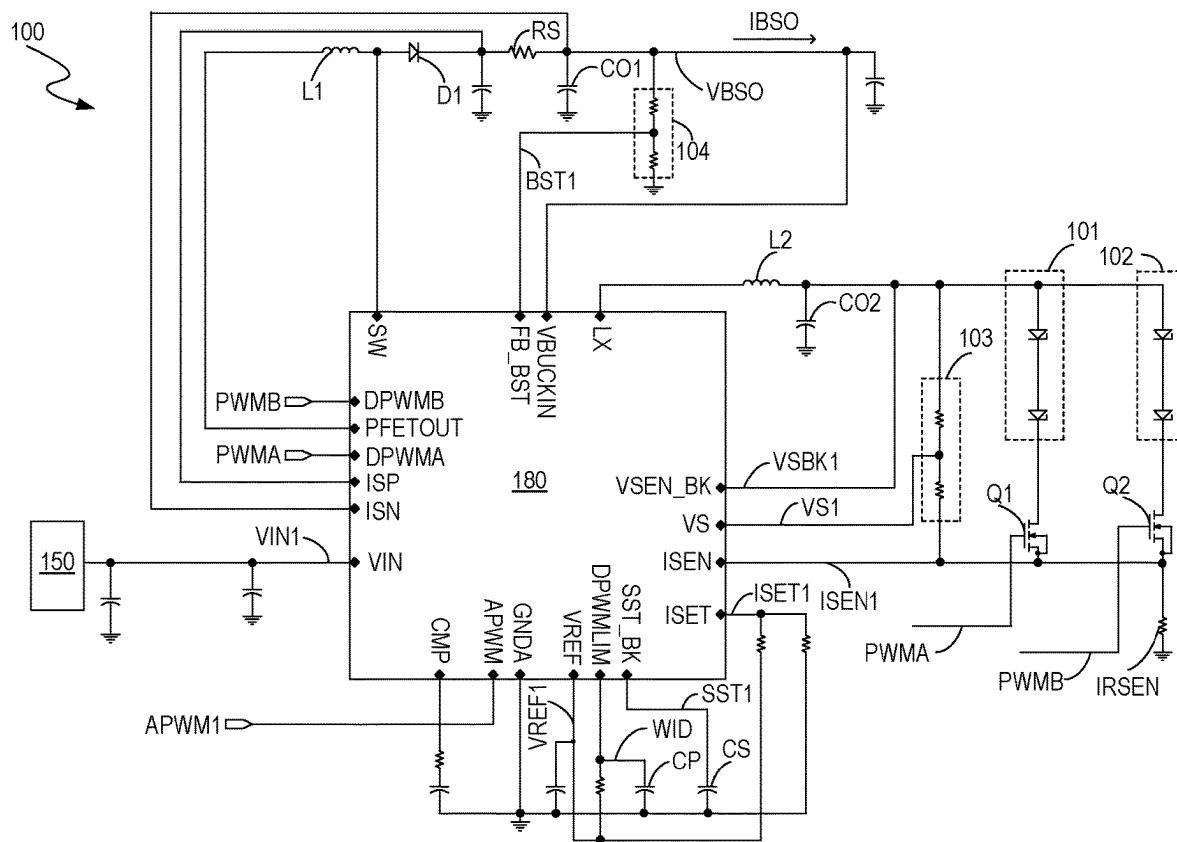 100
RS
IBSO
L1
D1
CO1
VBSO
104
BST1
L2
101
102
CO2
103
SW
FB_BST
VBUCKIN
LX
PWMB
DPWMB
PFETOUT
PWMA
DPWMA
ISP
ISN
180
VSEN_BK
VSBK1
VS
VS1
Q1
Q2
150
VIN1
VIN
ISEN
ISEN1
ISET
ISET1
CMP
APWM
GNDA
VREF
DPWMLIM
SST_BK
PWMA
PWMB
IRSEN
APWM1
VREF1
SST1
WID
CP
CS